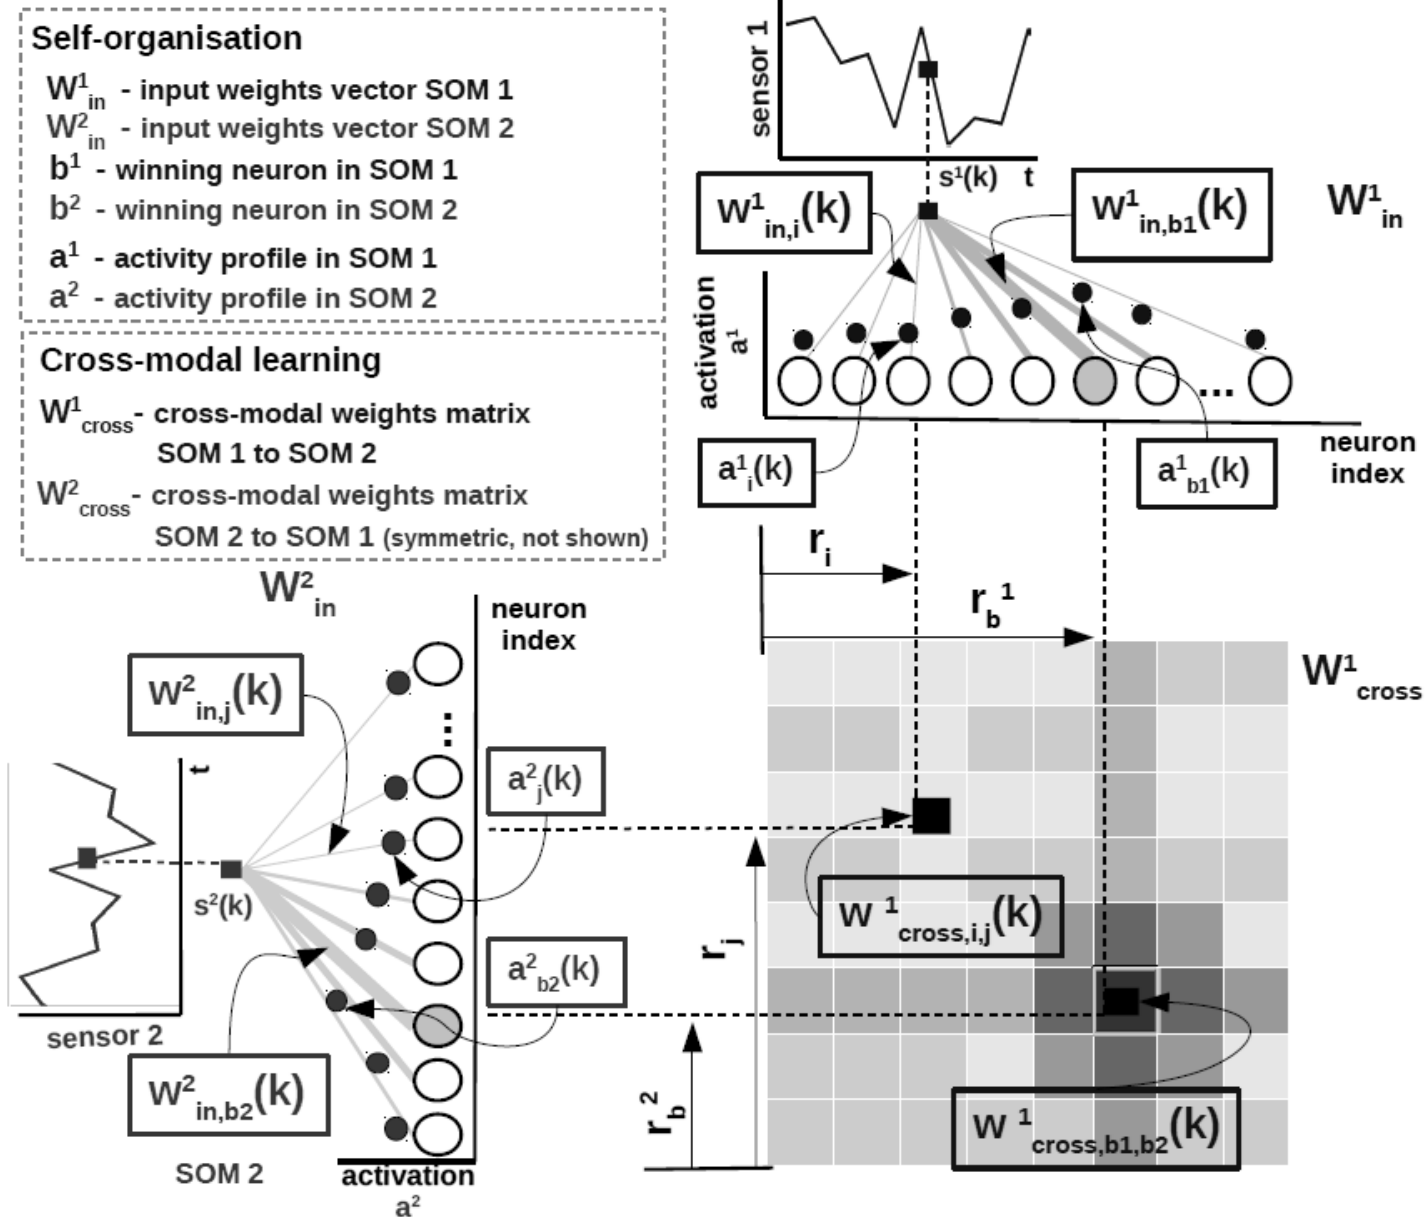 Self-organisation
W¹in - input weights vector SOM 1
W²in - input weights vector SOM 2
b¹ - winning neuron in SOM 1
b² - winning neuron in SOM 2
a¹ - activity profile in SOM 1
a² - activity profile in SOM 2
Cross-modal learning
W¹cross- cross-modal weights matrix
SOM 1 to SOM 2
W²cross- cross-modal weights matrix
SOM 2 to SOM 1 (symmetric, not shown)
sensor 1
s¹(k) t
w¹in,i(k)
w¹in,b1(k)
W¹in
activation
a¹
...
a¹i(k)
a¹b1(k)
neuron
index
ri
rb¹
W¹cross
W²in
neuron
index
w²in,j(k)
...
t
a²j(k)
s²(k)
sensor 2
a²b2(k)
w²in,b2(k)
SOM 2
activation
a²
rj
rb²
w¹cross,i,j(k)
w¹cross,b1,b2(k)